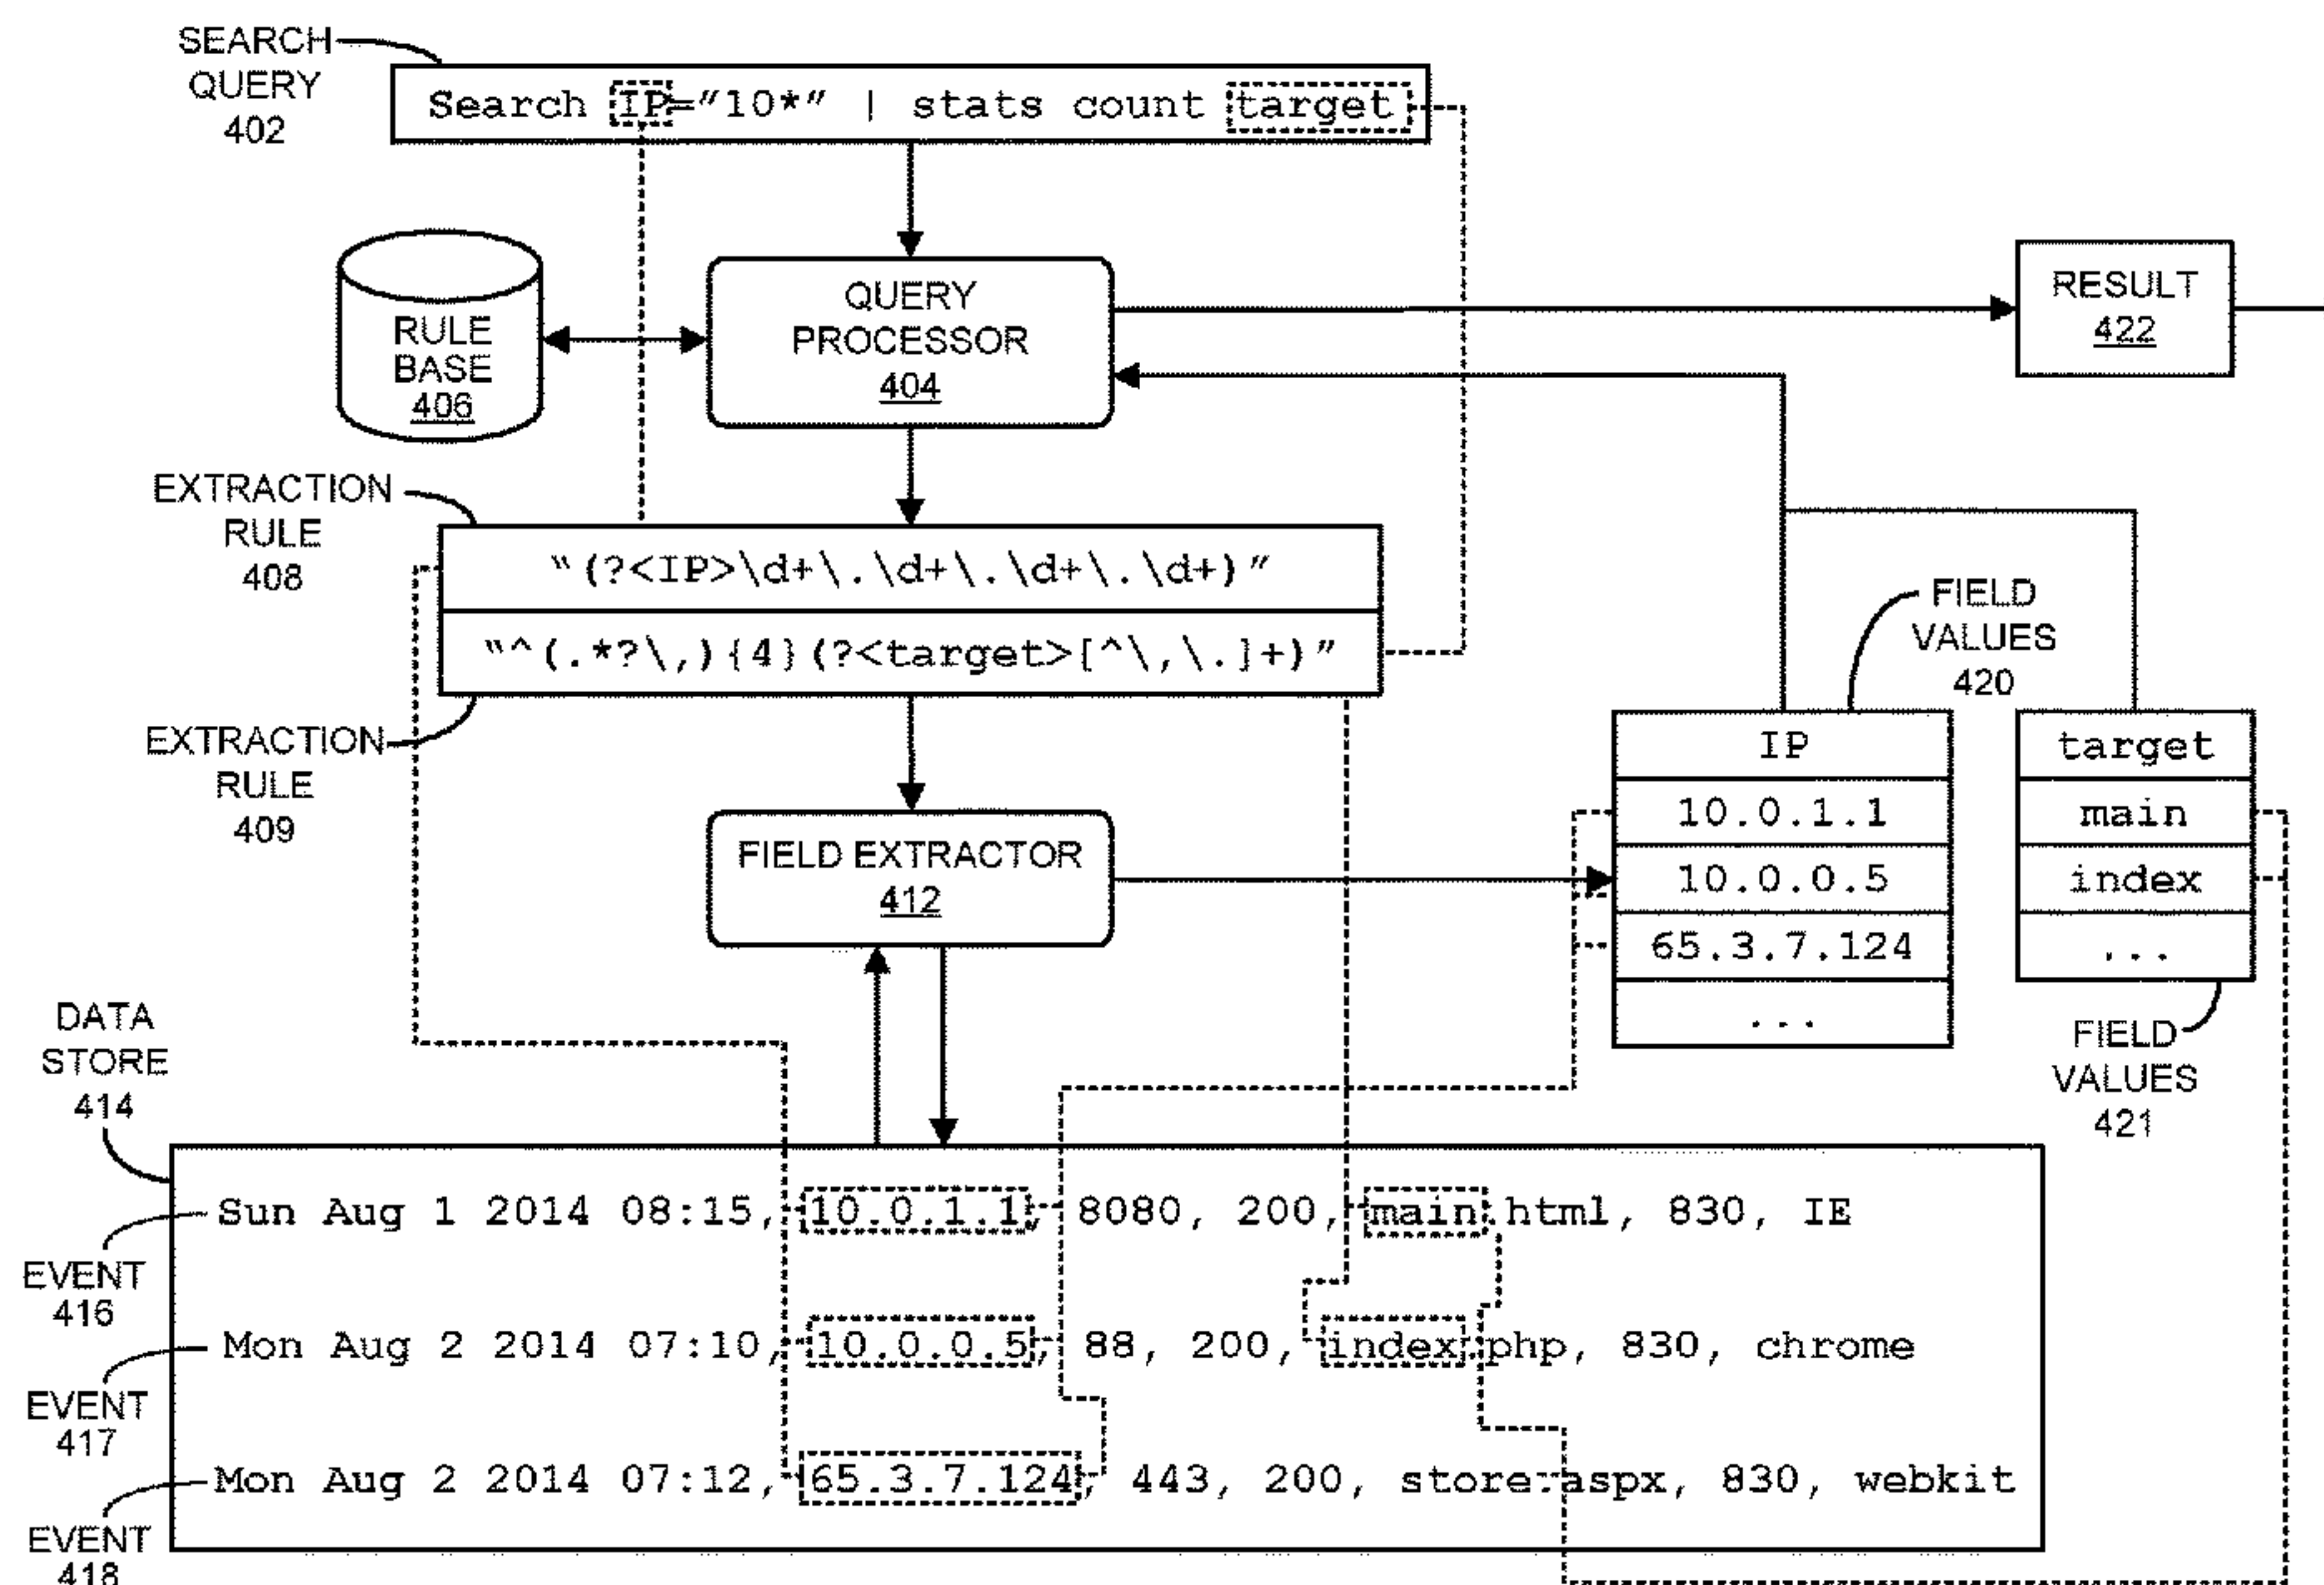 SEARCH
QUERY
402
Search IP="10*" | stats count target
RULE
BASE
406
QUERY
PROCESSOR
404
RESULT
422
EXTRACTION
RULE
408
"(?<IP>\d+\.\d+\.\d+\.\d+)"
"^(.*?\,){4}(?<target>[^\,\.]+)"
EXTRACTION
RULE
409
FIELD EXTRACTOR
412
FIELD
VALUES
420
IP
10.0.1.1
10.0.0.5
65.3.7.124
...
target
main
index
...
FIELD
VALUES
421
DATA
STORE
414
Sun Aug 1 2014 08:15, 10.0.1.1, 8080, 200, main.html, 830, IE
EVENT
416
Mon Aug 2 2014 07:10, 10.0.0.5, 88, 200, index.php, 830, chrome
EVENT
417
Mon Aug 2 2014 07:12, 65.3.7.124, 443, 200, store.aspx, 830, webkit
EVENT
418